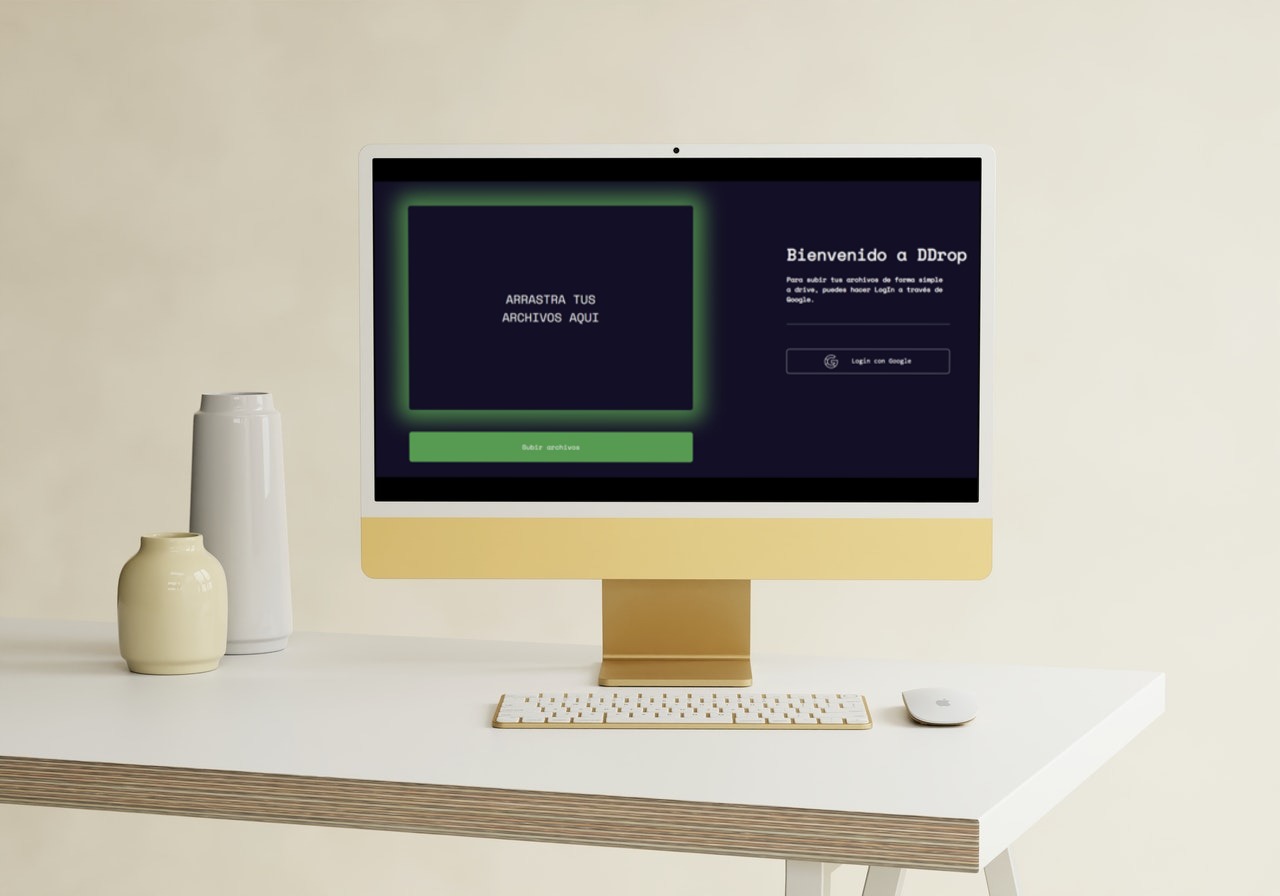 ARRASTRA TUS
ARCHIVOS AQUI
Subir archivos
Bienvenido a DDrop
Para subir tus archivos de forma simple
a drive, puedes hacer LogIn a través de
Google.
Login con Google